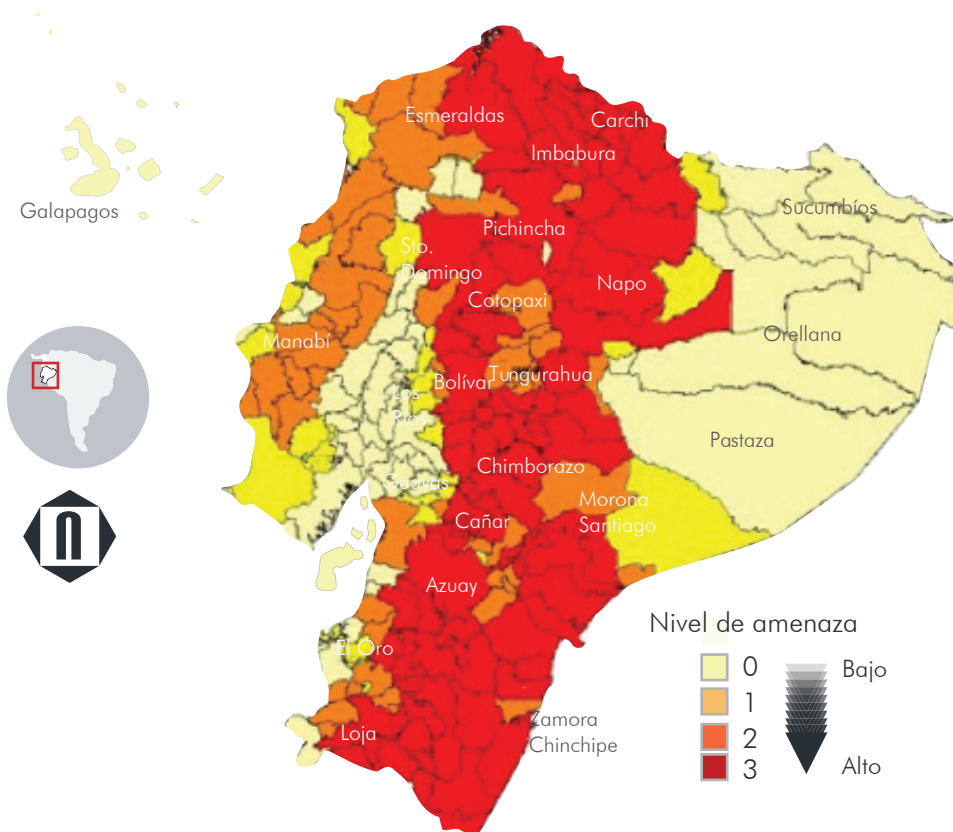 Esmeraldas
Carchi
Imbabura
Galapagos
Sucumbíos
Pichincha
Sto.
Domingo
Napo
Cotopaxi
Orellana
Manabí
Bolívar
Tungurahua
Los
Ríos
Pastaza
Chimborazo
Guayas
Morona
Santiago
Cañar
Azuay
El Oro
Zamora
Chinchipe
Loja
Nivel de amenaza
0
1
2
3
Bajo
Alto